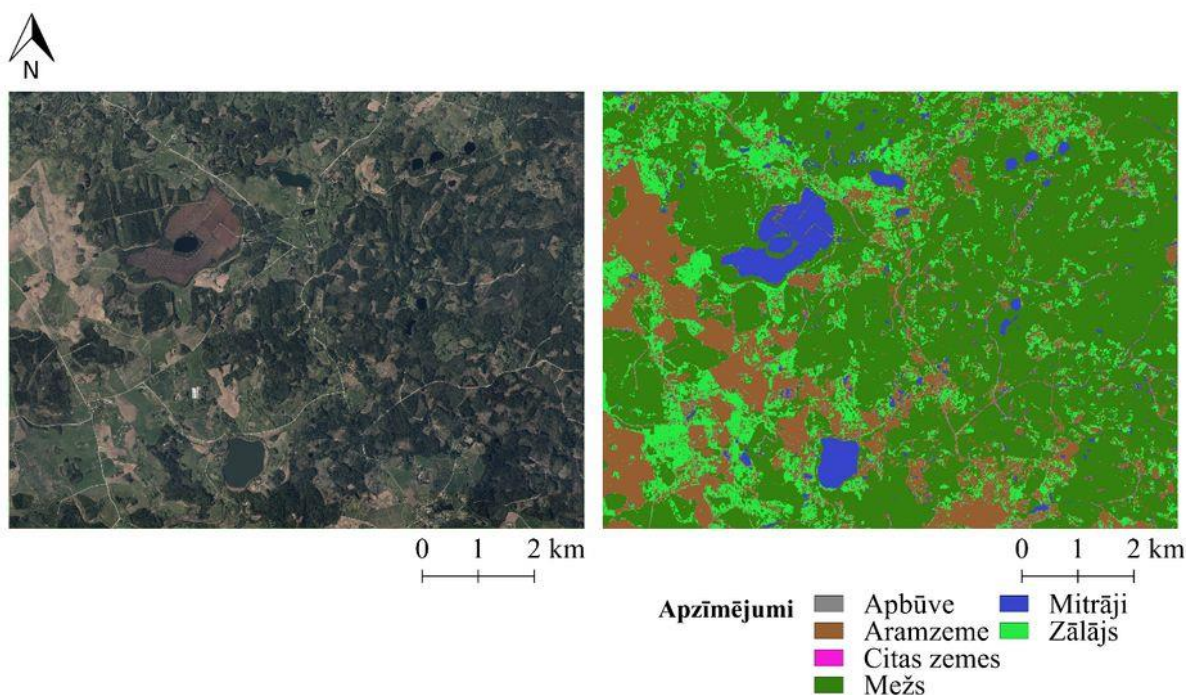 N
0 1 2 km
0 1 2 km
Apzīmējumi
Apbūve
Aramzeme
Citas zemes
Mežs
Mitrāji
Zālājs